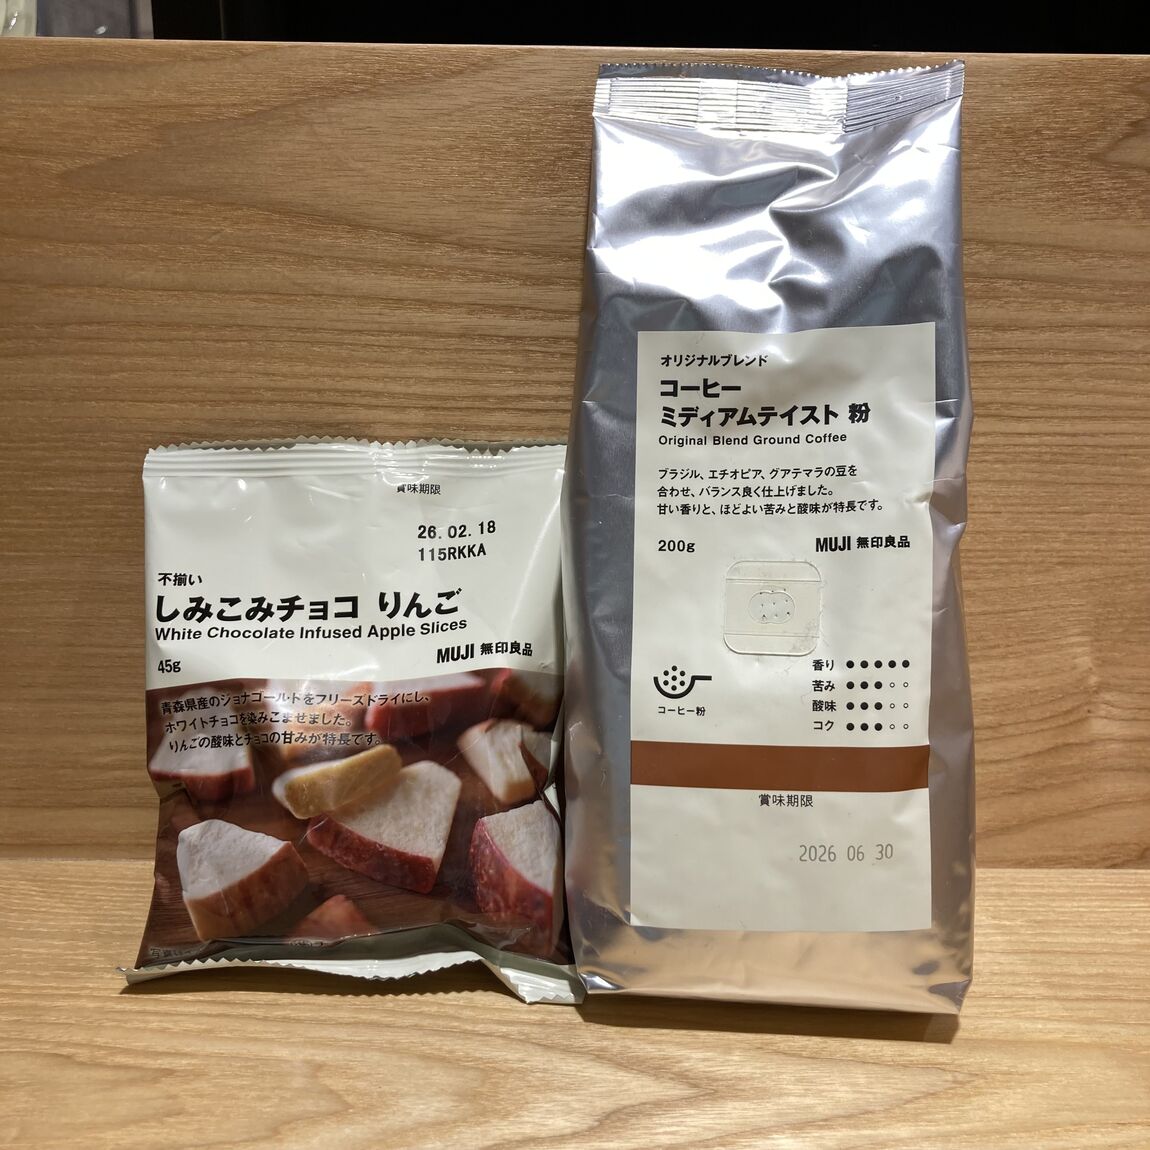 賞味期限
26.02.18
115RKKA
不揃い
しみこみチョコ りんご
White Chocolate Infused Apple Slices
45g
MUJI 無印良品
青森県産のジョナゴールドをフリーズドライにし、
ホワイトチョコを染みこませました。
りんごの酸味とチョコの甘みが特長です。
オリジナルブレンド
コーヒー
ミディアムテイスト 粉
Original Blend Ground Coffee
ブラジル、エチオピア、グアテマラの豆を
合わせ、バランス良く仕上げました。
甘い香りと、ほどよい苦みと酸味が特長です。
200g
MUJI 無印良品
コーヒー粉
香り ●●●●●
苦み ●●●○○
酸味 ●●●○○
コク ●●●○○
賞味期限
2026 06 30